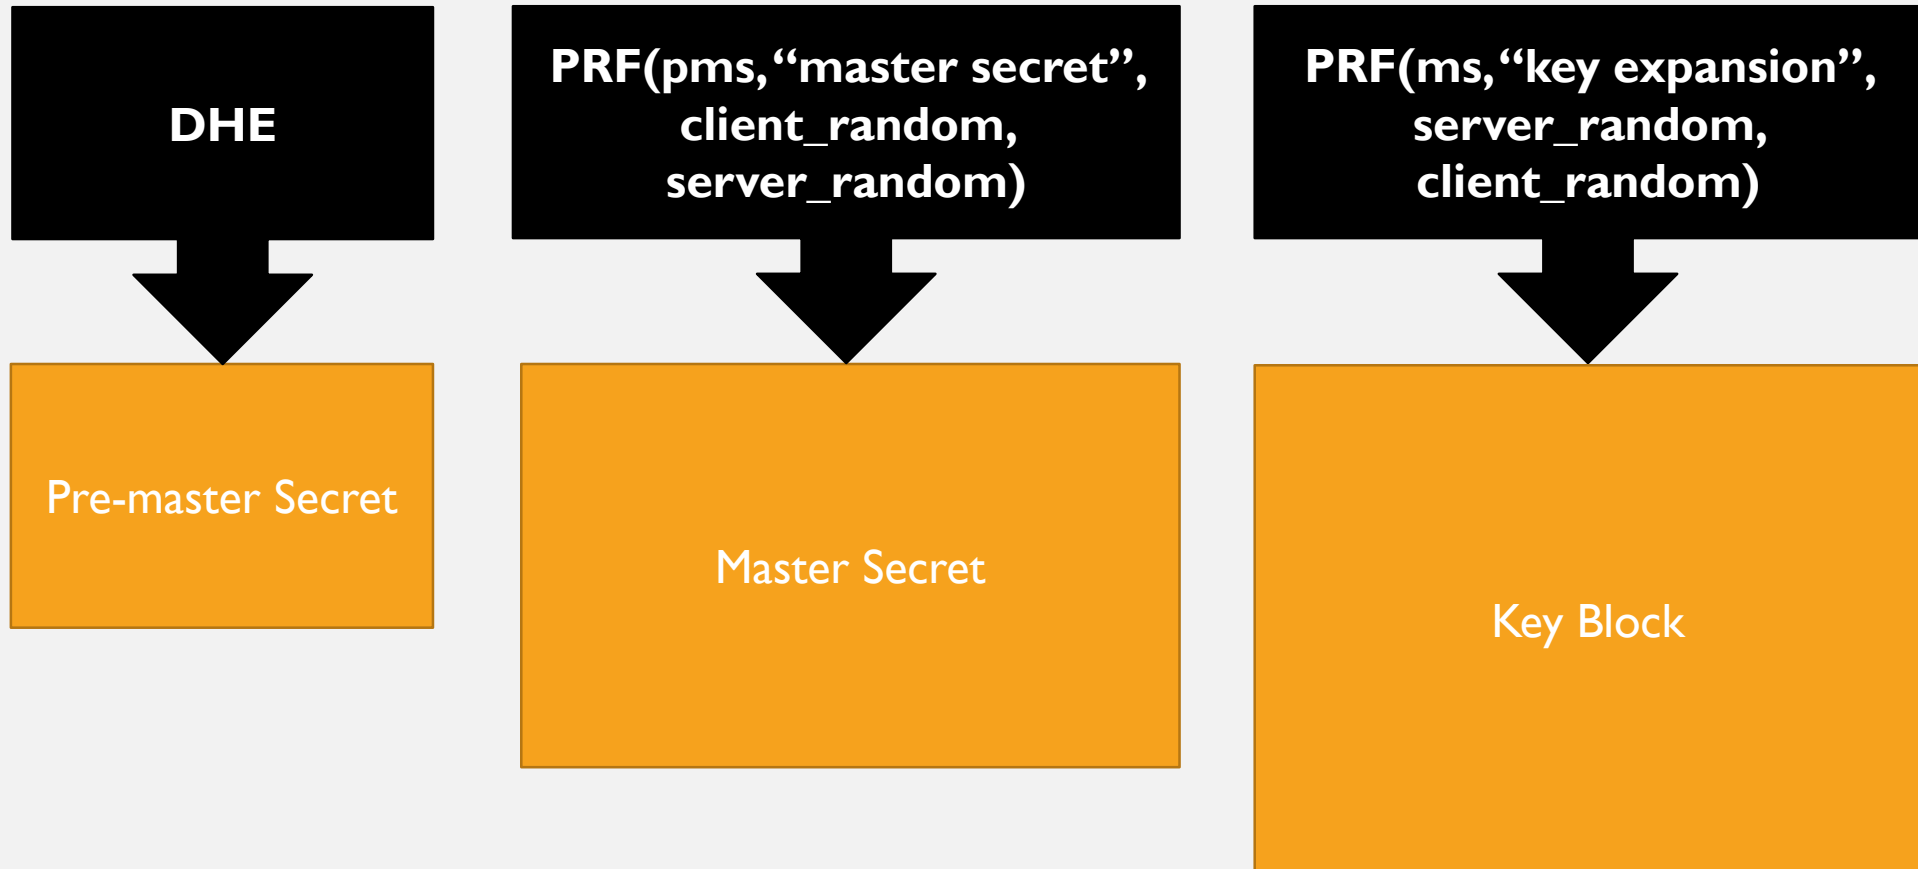 DHE
PRF(pms, “master secret”,
client_random,
server_random)
PRF(ms, “key expansion”,
server_random,
client_random)
Pre-master Secret
Master Secret
Key Block